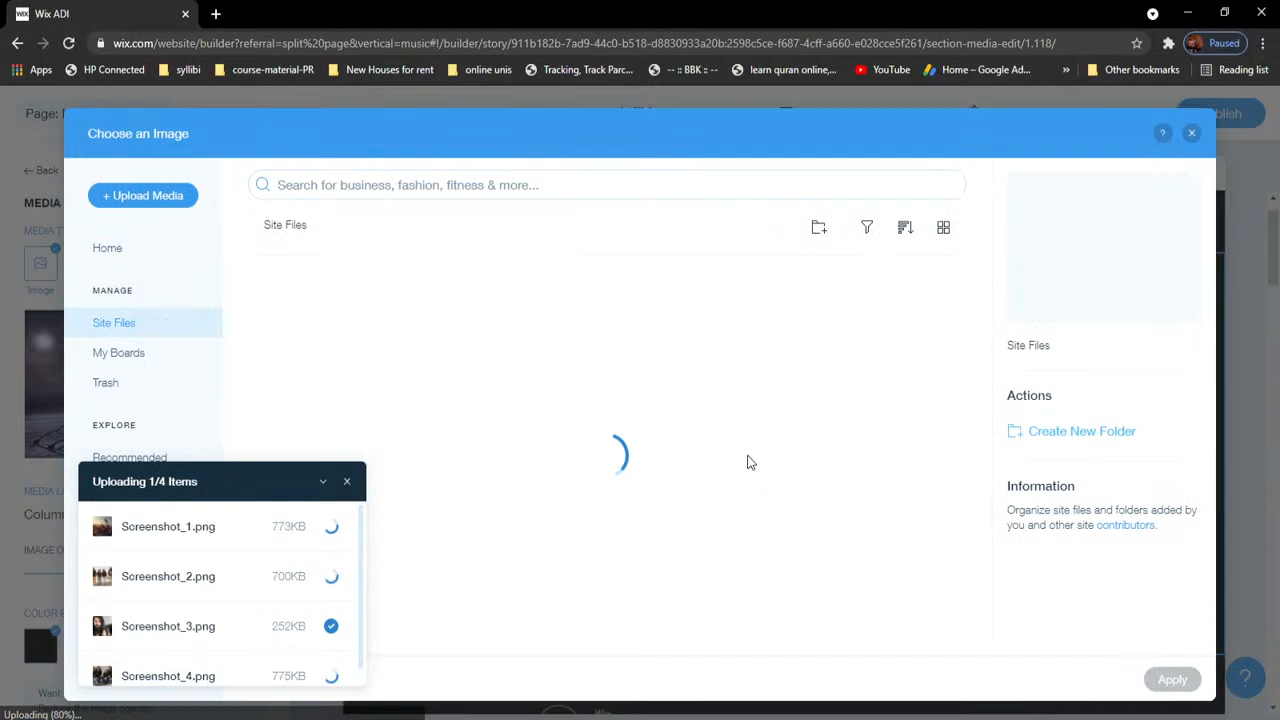 WIX Wix ADI
wix.com/website/builder?referral=split%20page&vertical=music#!/builder/story/911b182b-7ad9-44c0-b518-d8830933a20b:2598c5ce-f687-4cff-a660-e028cce5f261/section-media-edit/1.118/
Paused
Apps HP Connected syllibi course-material-PR New Houses for rent online unis Tracking, Track Parc... -- :: BBK :: -- learn quran online,... YouTube Home – Google Ad... » Other bookmarks Reading list
Page:
Choose an Image
?
Back
+ Upload Media
Search for business, fashion, fitness & more...
MEDIA
Site Files
MEDIA T
Home
Image
MANAGE
Site Files
My Boards
Trash
Site Files
Actions
EXPLORE
Create New Folder
Recommended
Uploading 1/4 Items
Information
Organize site files and folders added by
you and other site contributors.
Colum
Screenshot_1.png 773KB
IMAGE O
Screenshot_2.png 700KB
Screenshot_3.png 252KB
Screenshot_4.png 775KB
Apply
?
Want
Uploading (80%)...